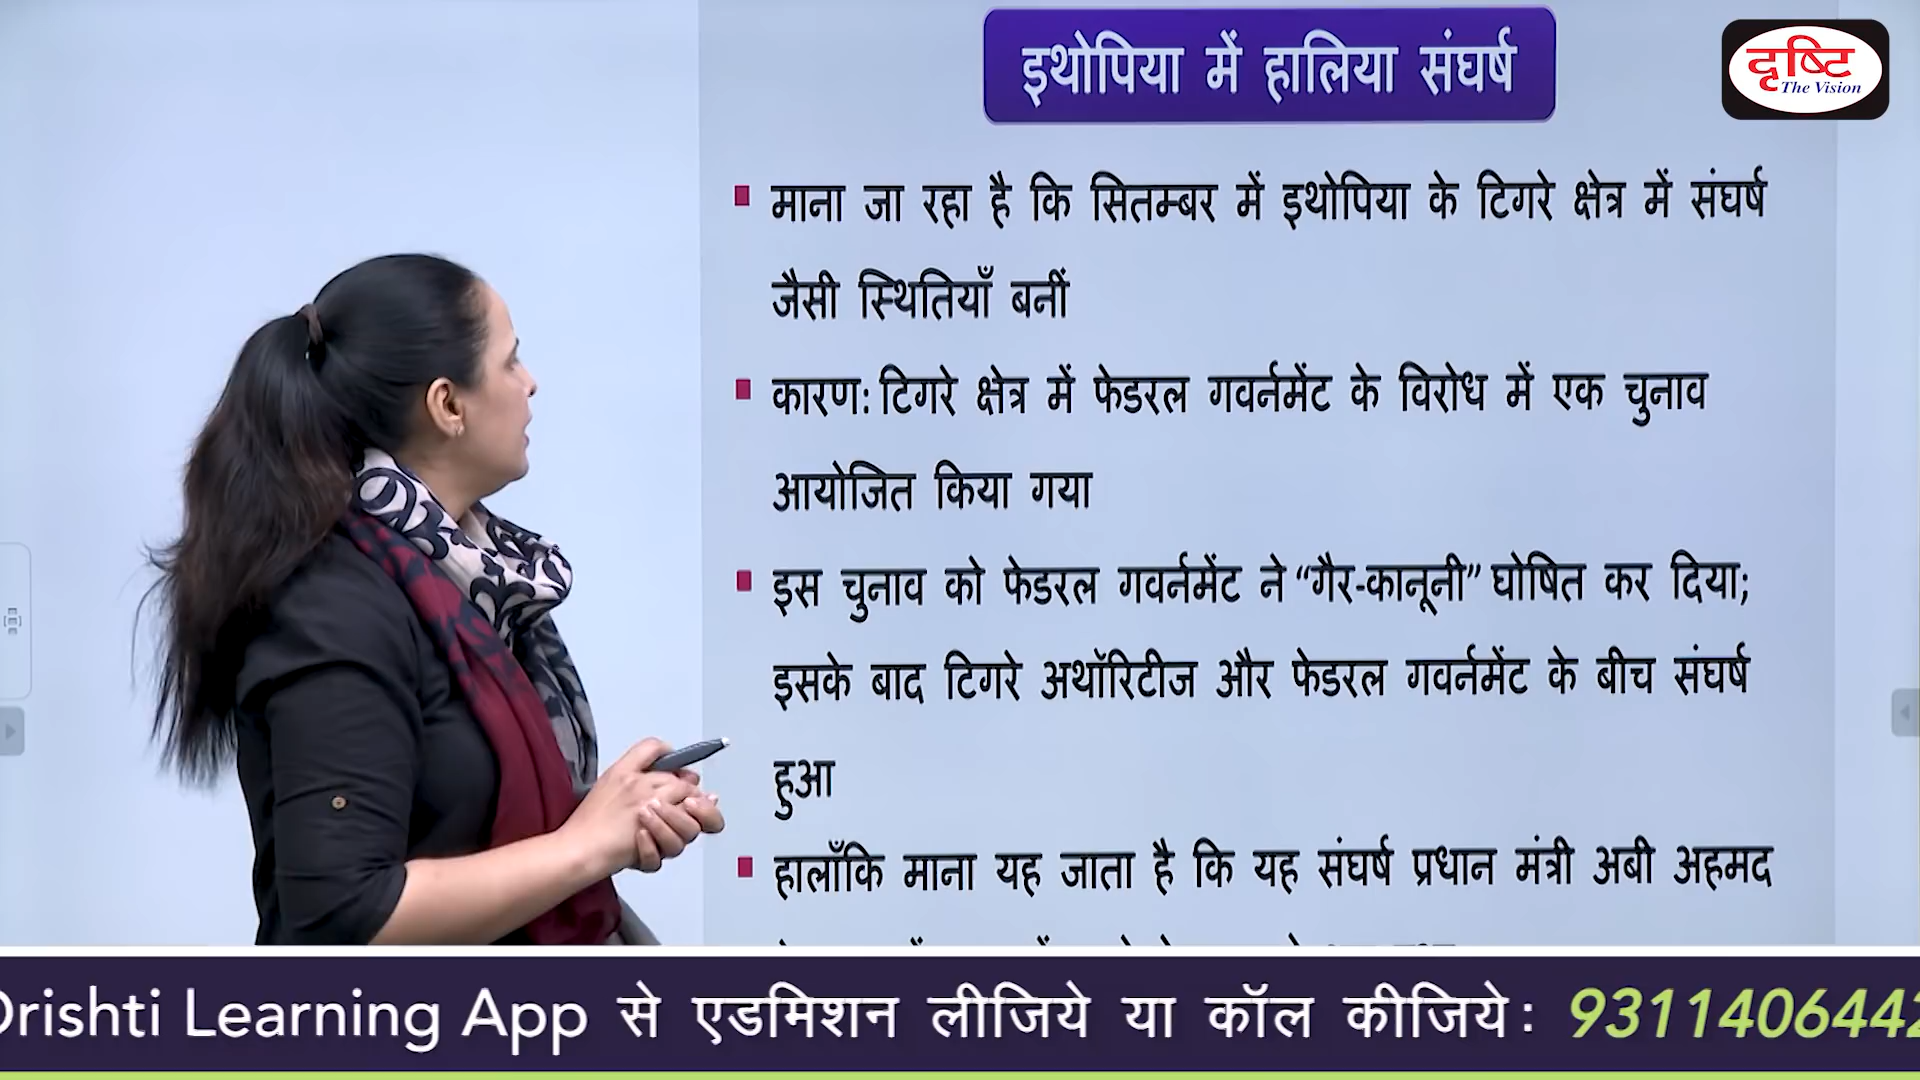 इथोपिया में हालिया संघर्ष
दृष्टि
The Vision
माना जा रहा है कि सितम्बर में इथोपिया के टिगरे क्षेत्र में संघर्ष
जैसी स्थितियाँ बनीं
कारण: टिगरे क्षेत्र में फेडरल गवर्नमेंट के विरोध में एक चुनाव
आयोजित किया गया
इस चुनाव को फेडरल गवर्नमेंट ने “गैर-कानूनी” घोषित कर दिया;
इसके बाद टिगरे अथॉरिटीज और फेडरल गवर्नमेंट के बीच संघर्ष
हुआ
हालाँकि माना यह जाता है कि यह संघर्ष प्रधान मंत्री अबी अहमद
Drishti Learning App से एडमिशन लीजिये या कॉल कीजिये: 9311406442